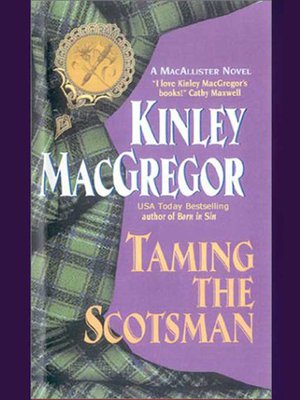 A MACALLISTER NOVEL
"I love Kinley MacGregor's
books!" Cathy Maxwell
KINLEY
MACGREGOR
USA Today Bestselling
author of Born in Sin
TAMING
THE
SCOTSMAN